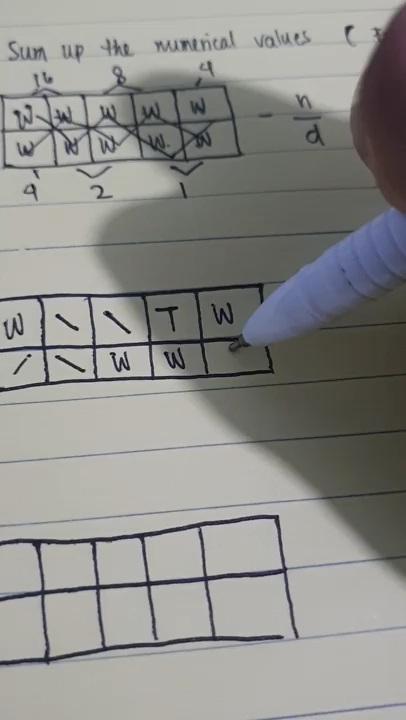 Sum up the numerical values (
16 8 4
W W W W W
W W W W W
- n/d
4 2 1
W \ \ T W
/ \ W W